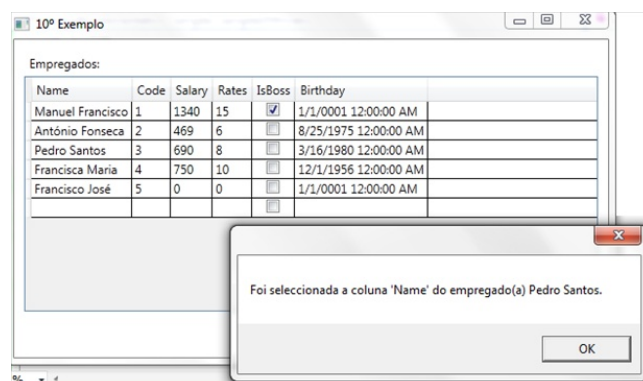 10º Exemplo
Empregados:
Name Code Salary Rates IsBoss Birthday
Manuel Francisco 1 1340 15 1/1/0001 12:00:00 AM
António Fonseca 2 469 6 8/25/1975 12:00:00 AM
Pedro Santos 3 690 8 3/16/1980 12:00:00 AM
Francisca Maria 4 750 10 12/1/1956 12:00:00 AM
Francisco José 5 0 0 1/1/0001 12:00:00 AM
Foi seleccionada a coluna 'Name' do empregado(a) Pedro Santos.
OK
%